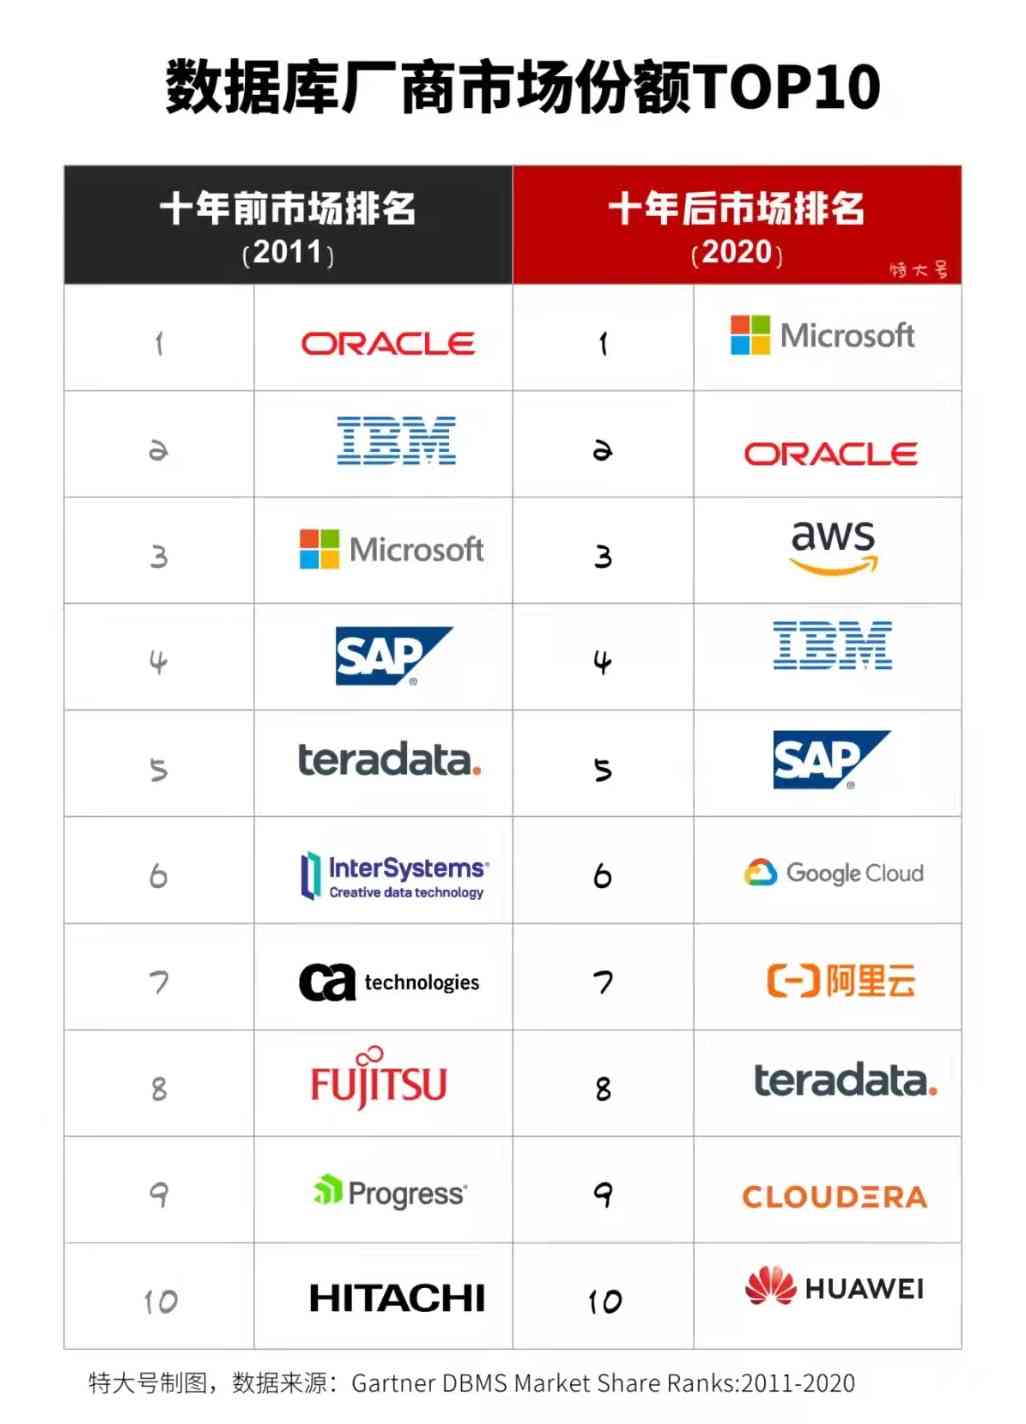 数据库厂商市场份额TOP10
十年前市场排名
(2011)
十年后市场排名
(2020)
特大号
1
ORACLE
1
Microsoft
2
IBM
2
ORACLE
3
Microsoft
3
aws
4
SAP®
4
IBM
5
teradata.
5
SAP®
6
InterSystems®
Creative data technology
6
Google Cloud
7
ca technologies
7
阿里云
8
FUJITSU
8
teradata.
9
Progress®
9
CLOUDERA
10
HITACHI
10
HUAWEI
特大号制图，数据来源：Gartner DBMS Market Share Ranks:2011-2020